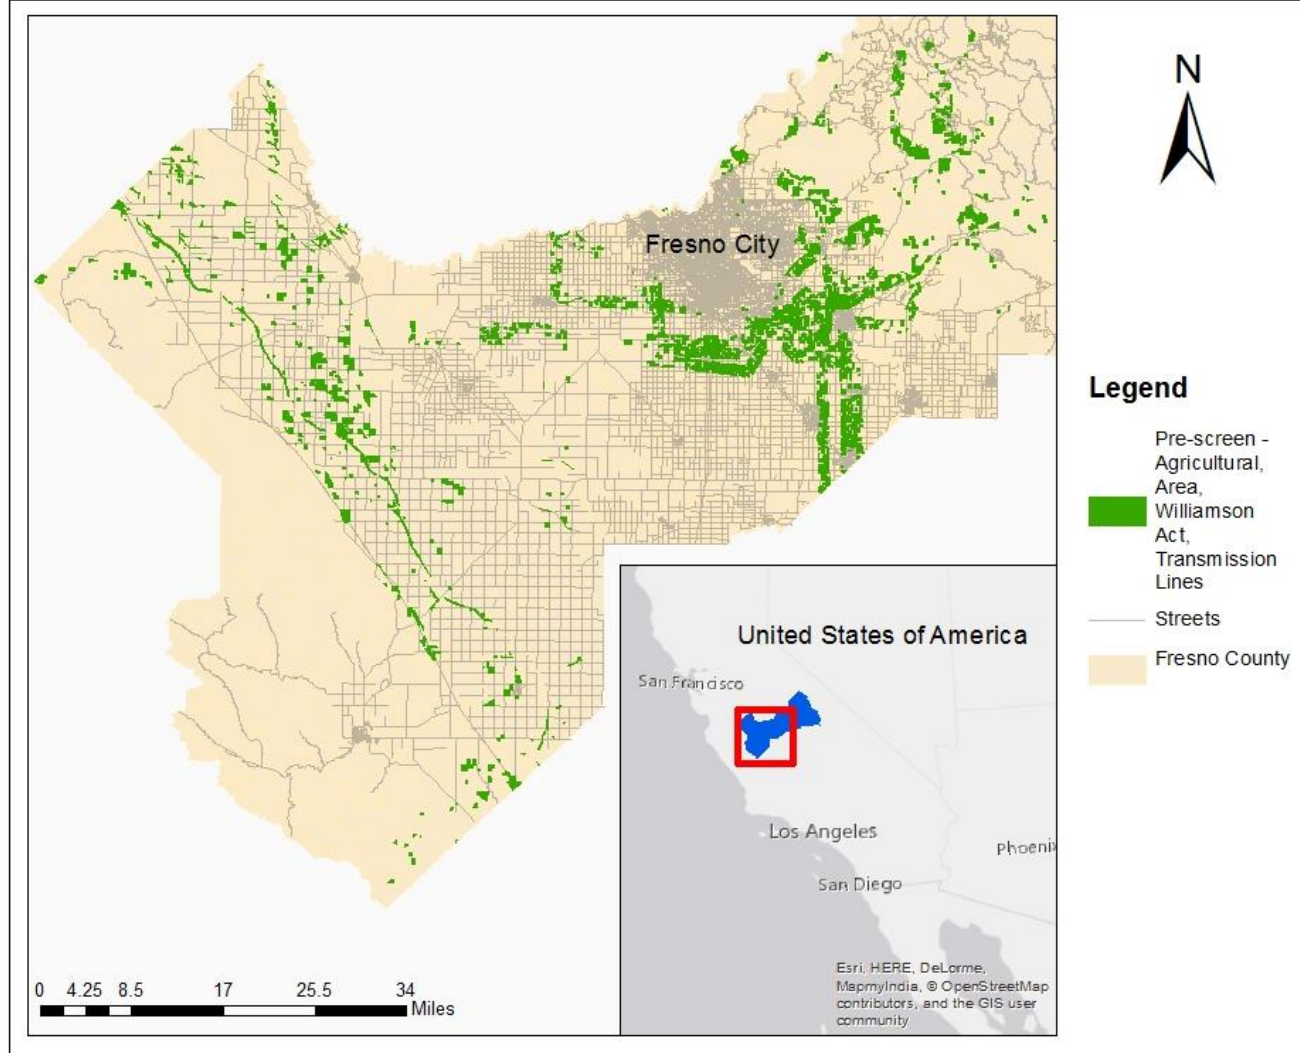 N
Fresno City
Legend
Pre-screen -
Agricultural,
Area,
Williamson
Act,
Transmission
Lines
Streets
Fresno County
United States of America
San Francisco
Los Angeles
San Diego
Phoenix
Esri, HERE, DeLorme,
MapmyIndia, © OpenStreetMap
contributors, and the GIS user
community
0 4.25 8.5 17 25.5 34
Miles